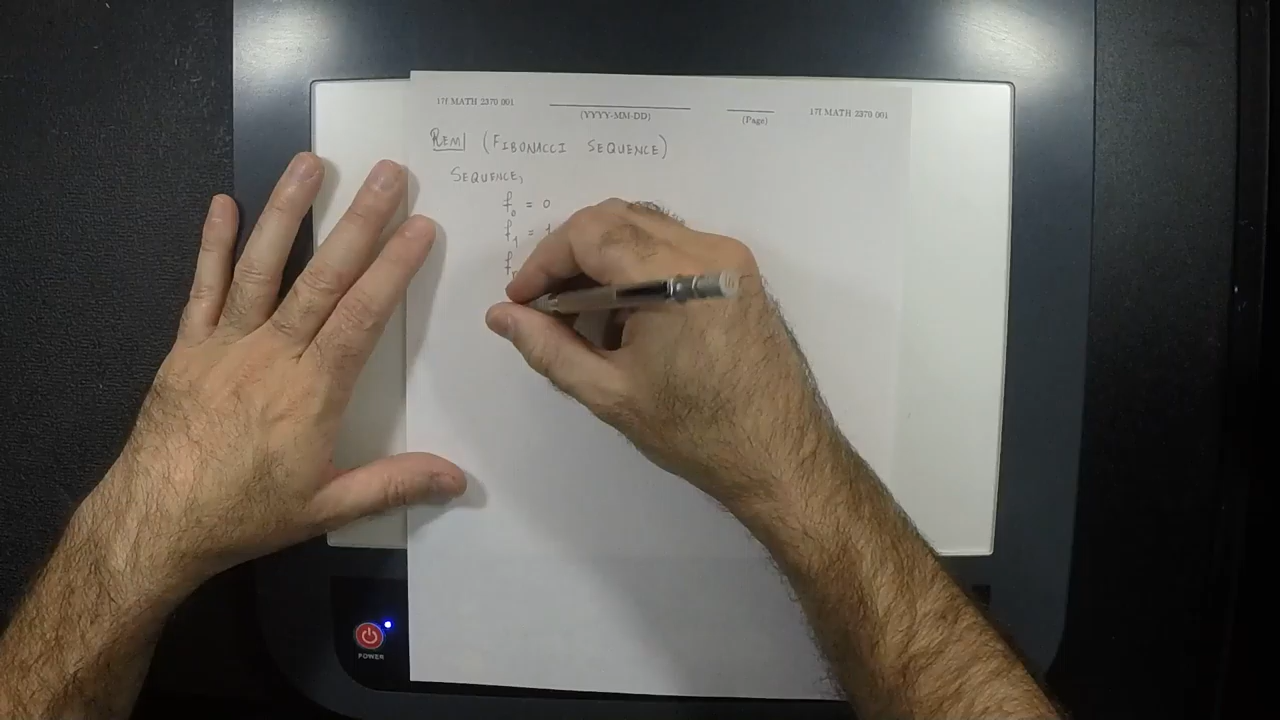 17f MATH 2370 001
(YYYY-MM-DD)
(Page)
17f MATH 2370 001
REM (FIBONACCI SEQUENCE)
SEQUENCE,
f₀ = 0
f₁ = 1
f
POWER